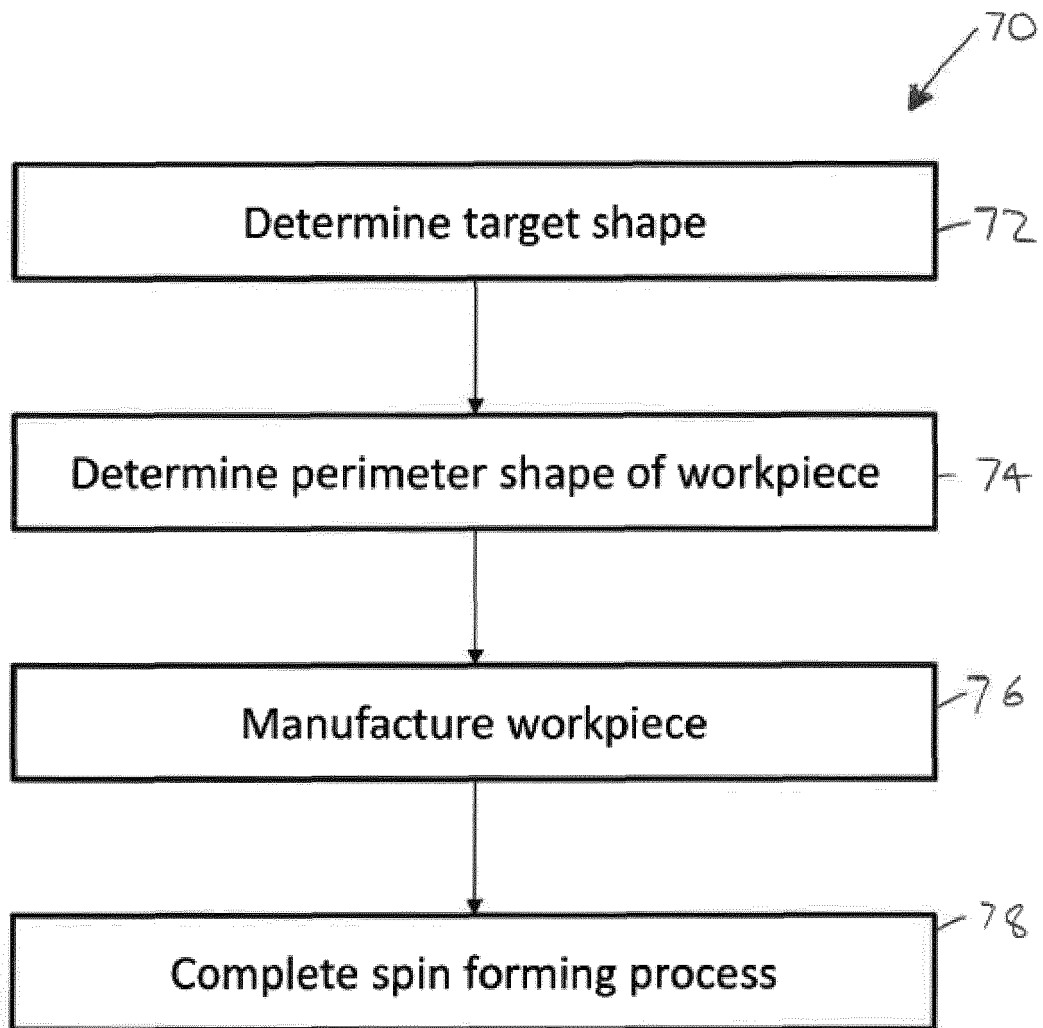 70
Determine target shape
72
Determine perimeter shape of workpiece
74
Manufacture workpiece
76
Complete spin forming process
78